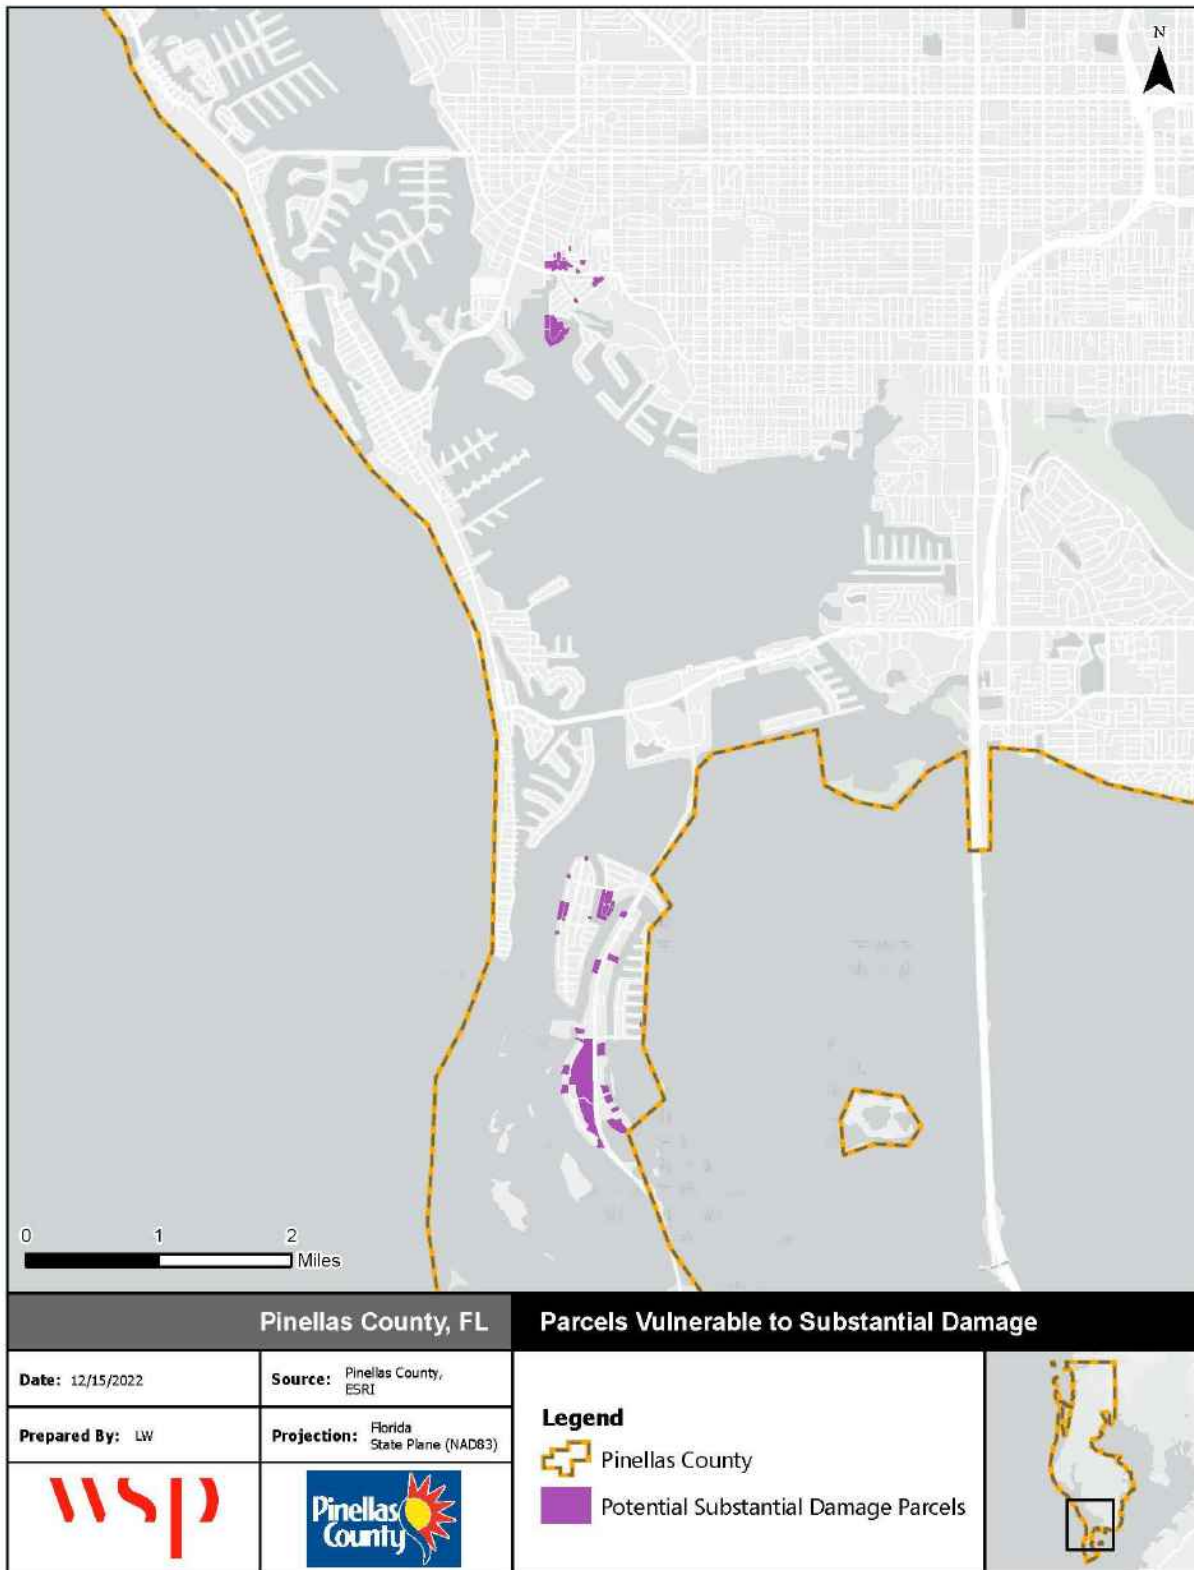 N
0 1 2
Miles
Pinellas County, FL
Parcels Vulnerable to Substantial Damage
Date: 12/15/2022
Source: Pinellas County,
ESRI
Prepared By: LW
Projection: Florida
State Plane (NAD83)
wsp
Pinellas
County
Legend
Pinellas County
Potential Substantial Damage Parcels